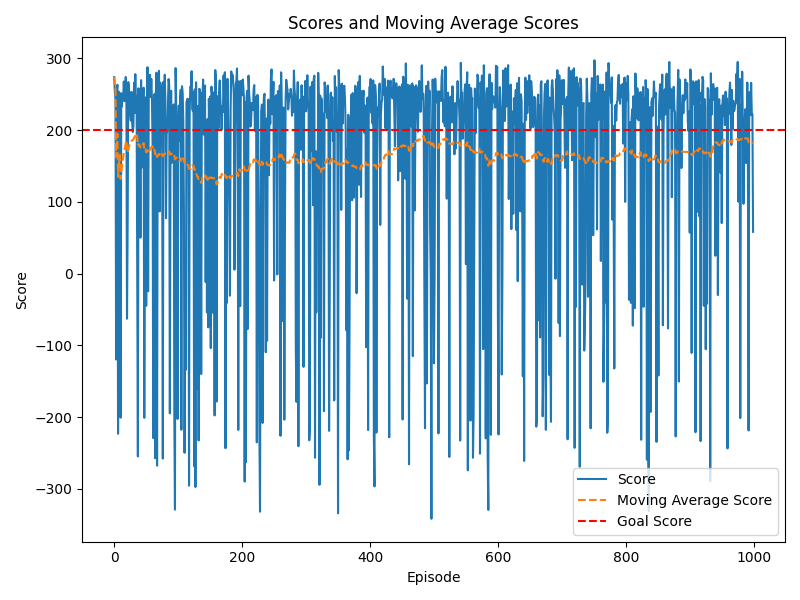 Scores and Moving Average Scores
Score
300
200
100
0
−100
−200
−300
0
200
400
600
800
1000
Episode
Score
Moving Average Score
Goal Score